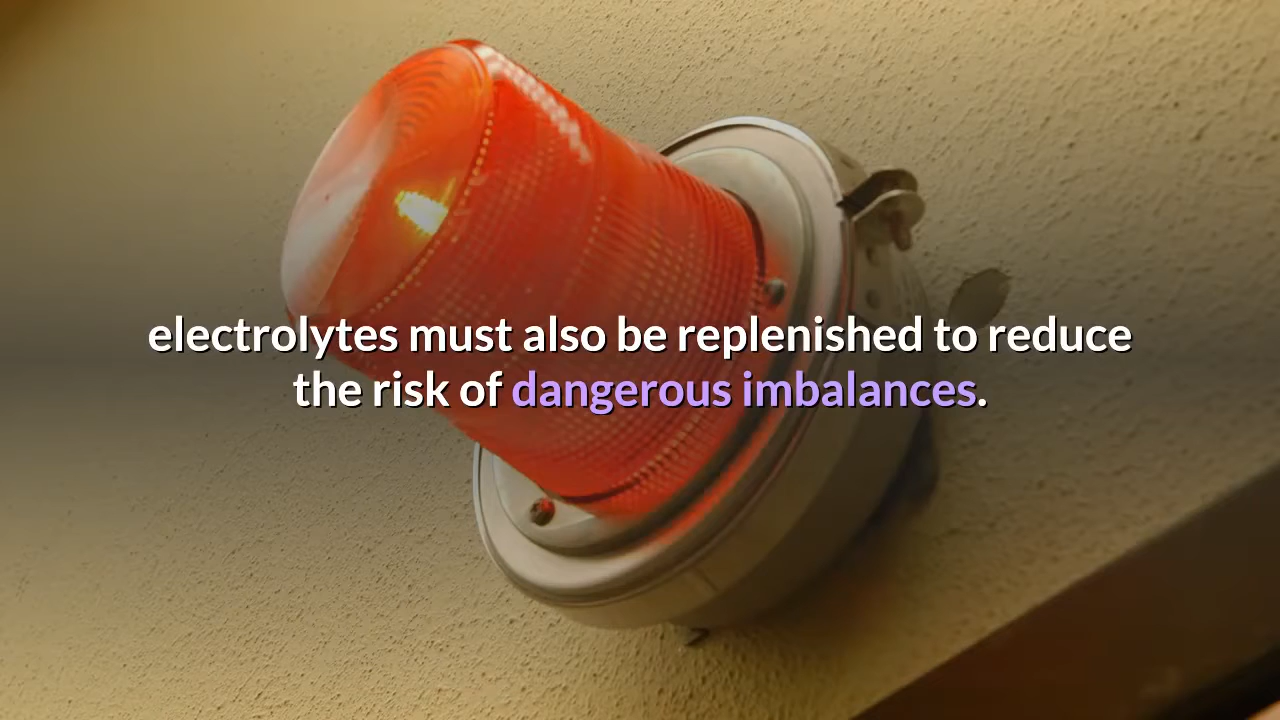 electrolytes must also be replenished to reduce
the risk of dangerous imbalances.